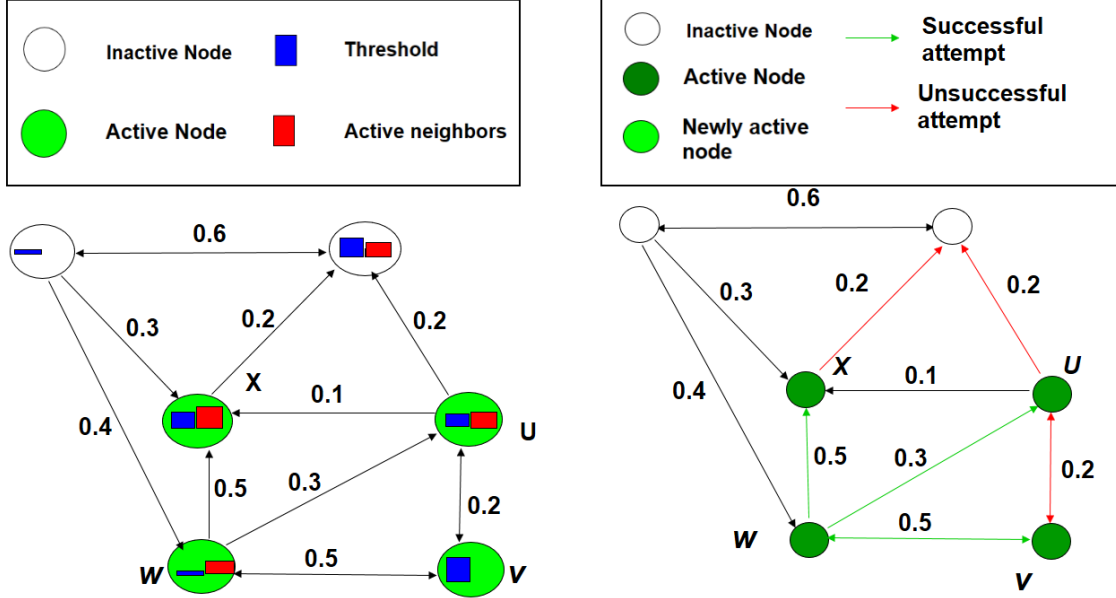 Inactive Node
Threshold
Active Node
Active neighbors
0.6
0.3
0.2
0.2
X
0.4
0.1
U
0.5
0.3
0.2
W
0.5
V
Inactive Node
Successful
attempt
Active Node
Unsuccessful
attempt
Newly active
node
0.6
0.3
0.2
0.2
X
U
0.4
0.1
0.5
0.3
0.2
W
0.5
V